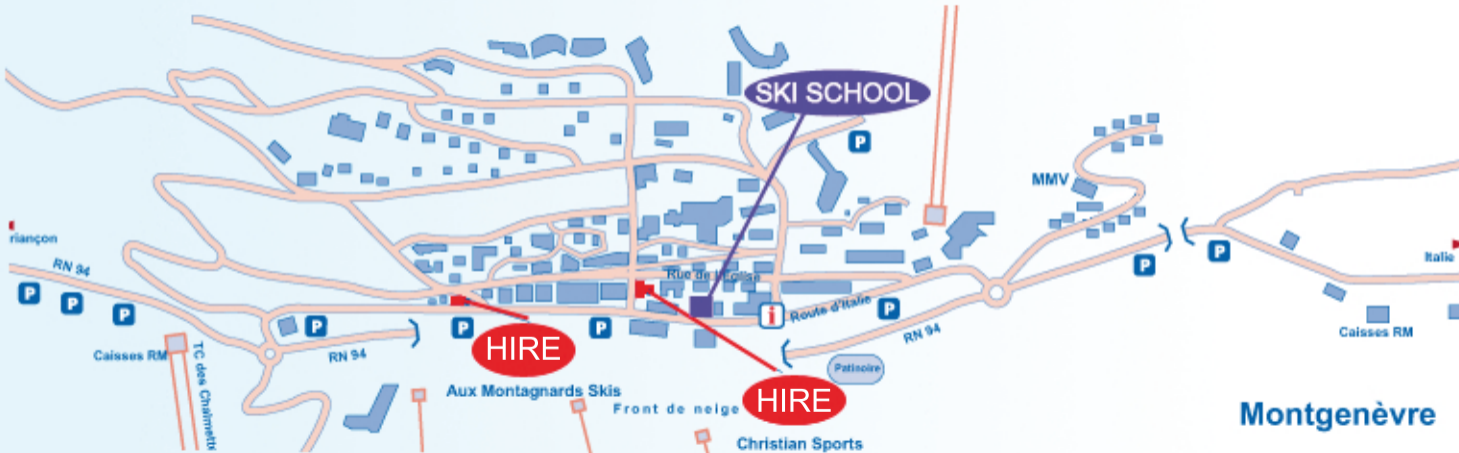 SKI SCHOOL
P
MMV
riançon
RN 94
P
P
P
P
P
P
P
P
P
Italie
Rue de l'Eglise
i
Route d'Italie
RN 94
RN 94
Caisses RM
Caisses RM
TC des Chalmett
HIRE
Patinoire
Aux Montagnards Skis
HIRE
Front de neige
Montgenèvre
Christian Sports